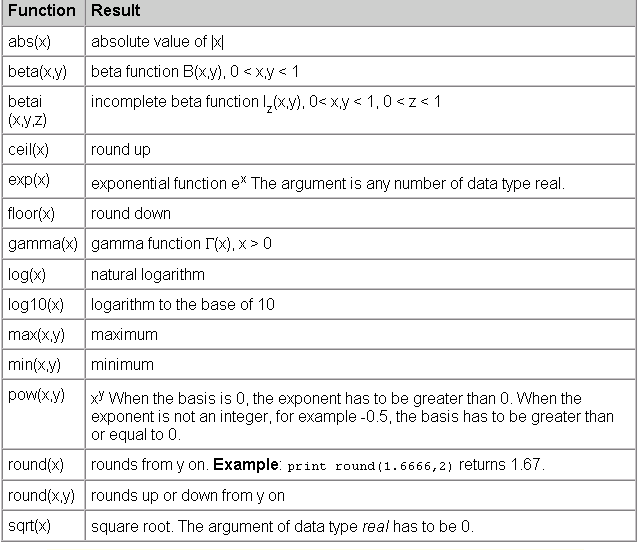 Function Result
abs(x) absolute value of |x|
beta(x,y) beta function B(x,y), 0 < x,y < 1
betai incomplete beta function Iz(x,y), 0< x,y < 1, 0 < z < 1
(x,y,z)
ceil(x) round up
exp(x) exponential function e^x The argument is any number of data type real.
floor(x) round down
gamma(x) gamma function Γ(x), x > 0
log(x) natural logarithm
log10(x) logarithm to the base of 10
max(x,y) maximum
min(x,y) minimum
pow(x,y) x^y When the basis is 0, the exponent has to be greater than 0. When the
exponent is not an integer, for example -0.5, the basis has to be greater than
or equal to 0.
round(x) rounds from y on. Example: print round(1.6666,2) returns 1.67.
round(x,y) rounds up or down from y on
sqrt(x) square root. The argument of data type real has to be 0.